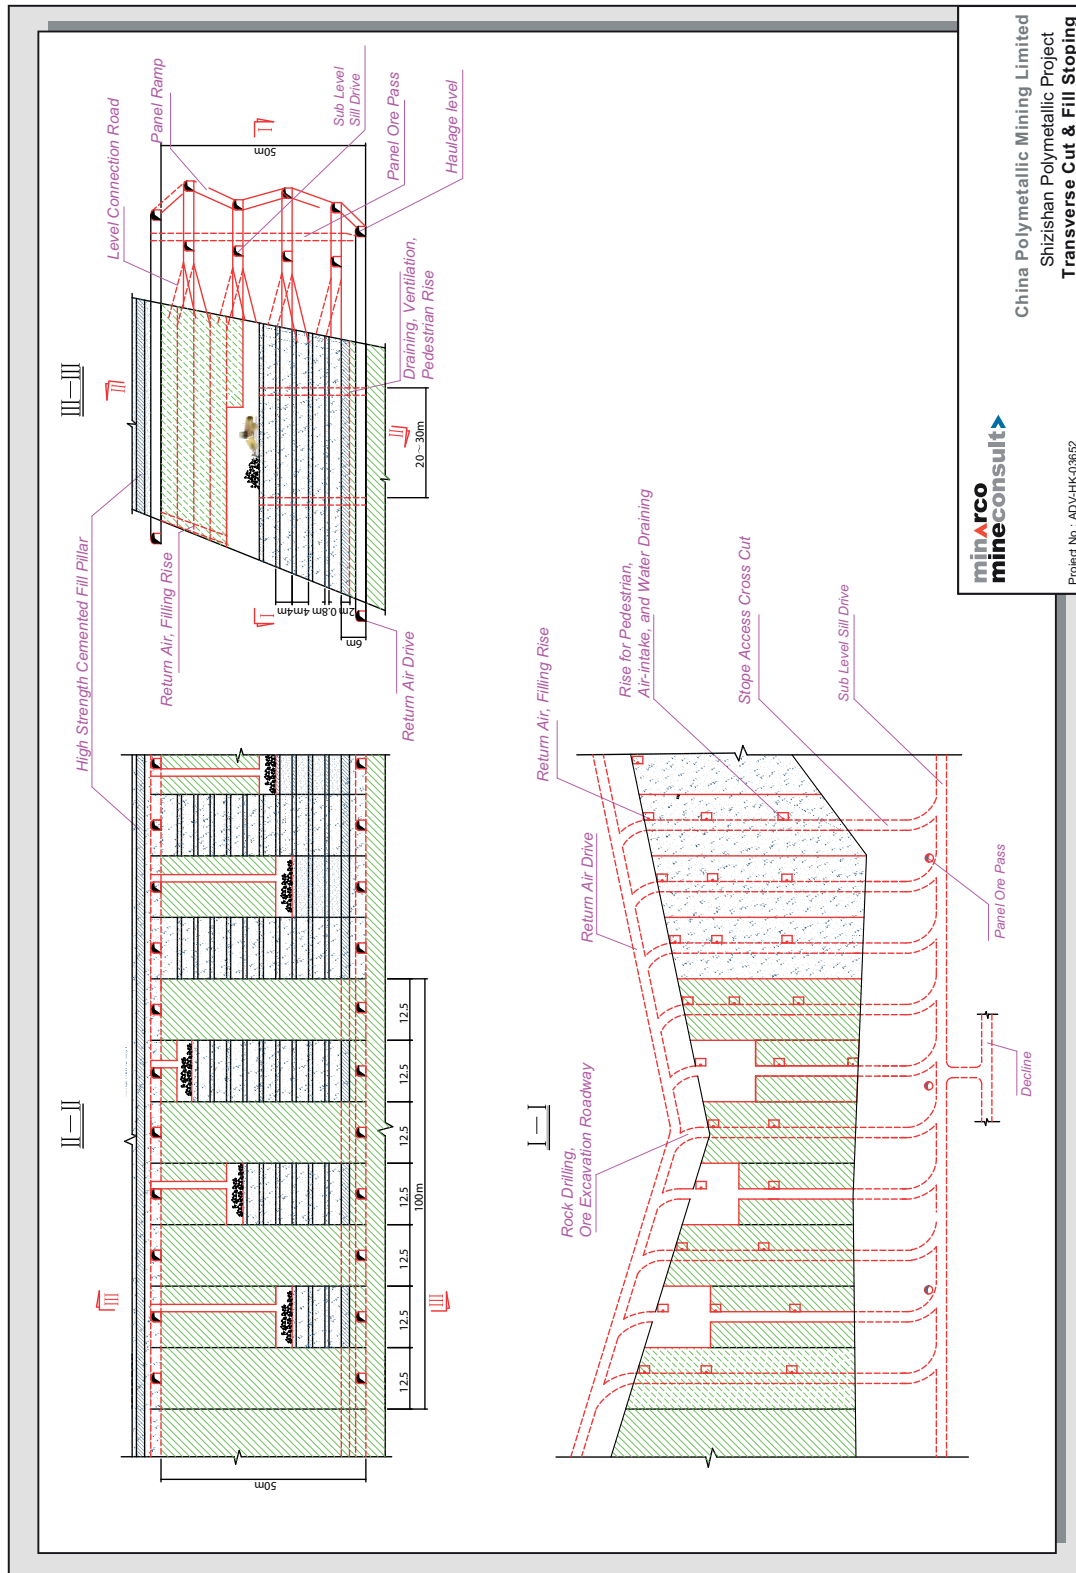 III—III
Level Connection Road
Panel Ramp
Sub Level
Sill Drive
Panel Ore Pass
Haulage level
I
50m
Draining, Ventilation,
Pedestrian Rise
III
III
20~30m
High Strength Cemented Fill Pillar
Return Air, Filling Rise
I
4m
4m
0.8m
2m
6m
Return Air Drive
II—II
III
III
12.5
12.5
12.5
12.5
12.5
12.5
12.5
100m
50m
I—I
Return Air Drive
Return Air, Filling Rise
Rise for Pedestrian,
Air-intake, and Water Draining
Stope Access Cross Cut
Sub Level Sill Drive
Rock Drilling,
Ore Excavation Roadway
Panel Ore Pass
Decline
minarco
mineconsult
Project No.: ADV-HK-03652
China Polymetallic Mining Limited
Shizishan Polymetallic Project
Transverse Cut & Fill Stoping